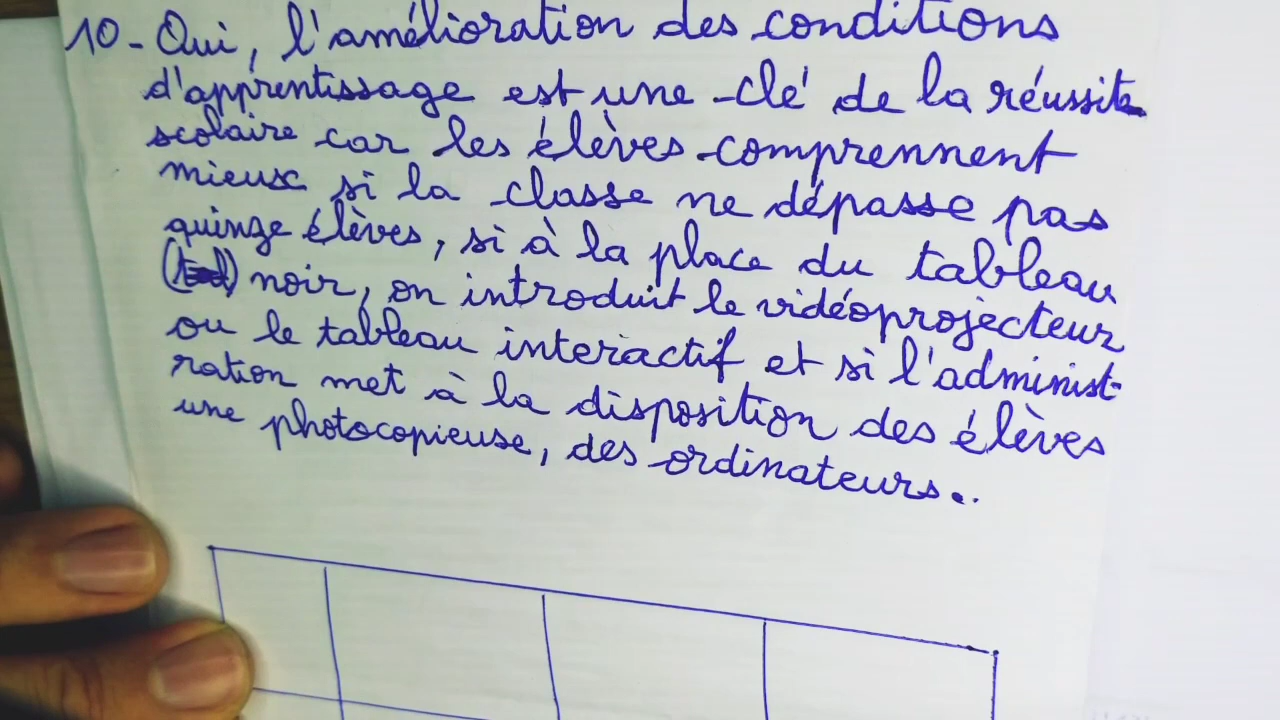 10- Oui, l'amélioration des conditions
d'apprentissage est une clé de la réussite
scolaire car les élèves comprennent
mieux si la classe ne dépasse pas
quinze élèves, si à la place du tableau
noir, on introduit le vidéoprojecteur
ou le tableau interactif et si l'administ-
ration met à la disposition des élèves
une photocopieuse, des ordinateurs...